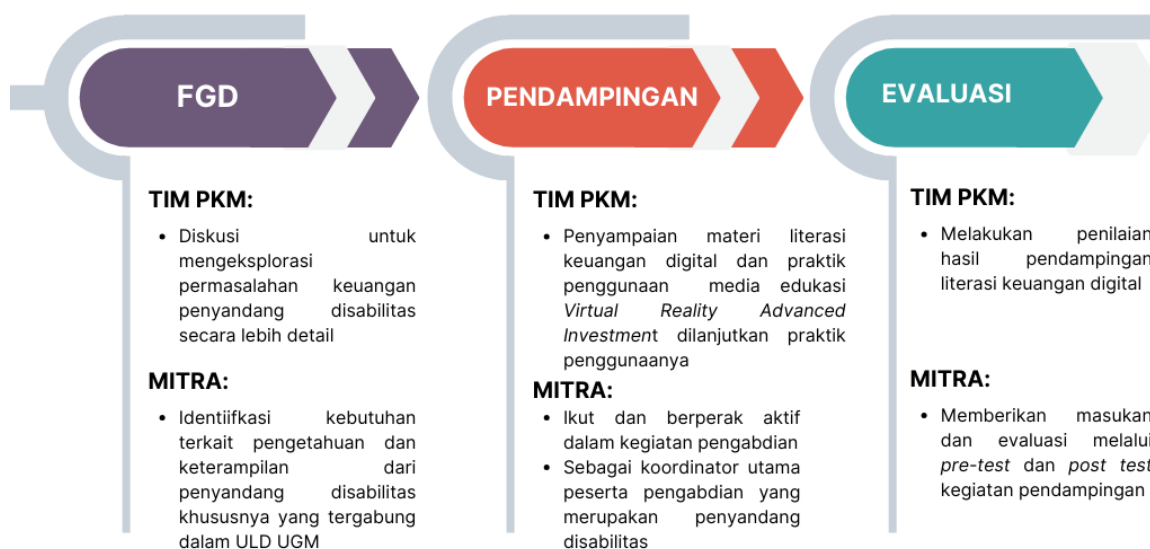 FGD
TIM PKM:
• Diskusi untuk
mengeksplorasi
permasalahan keuangan
penyandang disabilitas
secara lebih detail
MITRA:
• Identiifkasi kebutuhan
terkait pengetahuan dan
keterampilan dari
penyandang disabilitas
khususnya yang tergabung
dalam ULD UGM
PENDAMPINGAN
TIM PKM:
• Penyampaian materi literasi
keuangan digital dan praktik
penggunaan media edukasi
Virtual Reality Advanced
Investment dilanjutkan praktik
penggunaanya
MITRA:
• Ikut dan berperak aktif
dalam kegiatan pengabdian
• Sebagai koordinator utama
peserta pengabdian yang
merupakan penyandang
disabilitas
EVALUASI
TIM PKM:
• Melakukan penilaian
hasil pendampingan
literasi keuangan digital
MITRA:
• Memberikan masukan
dan evaluasi melalui
pre-test dan post test
kegiatan pendampingan